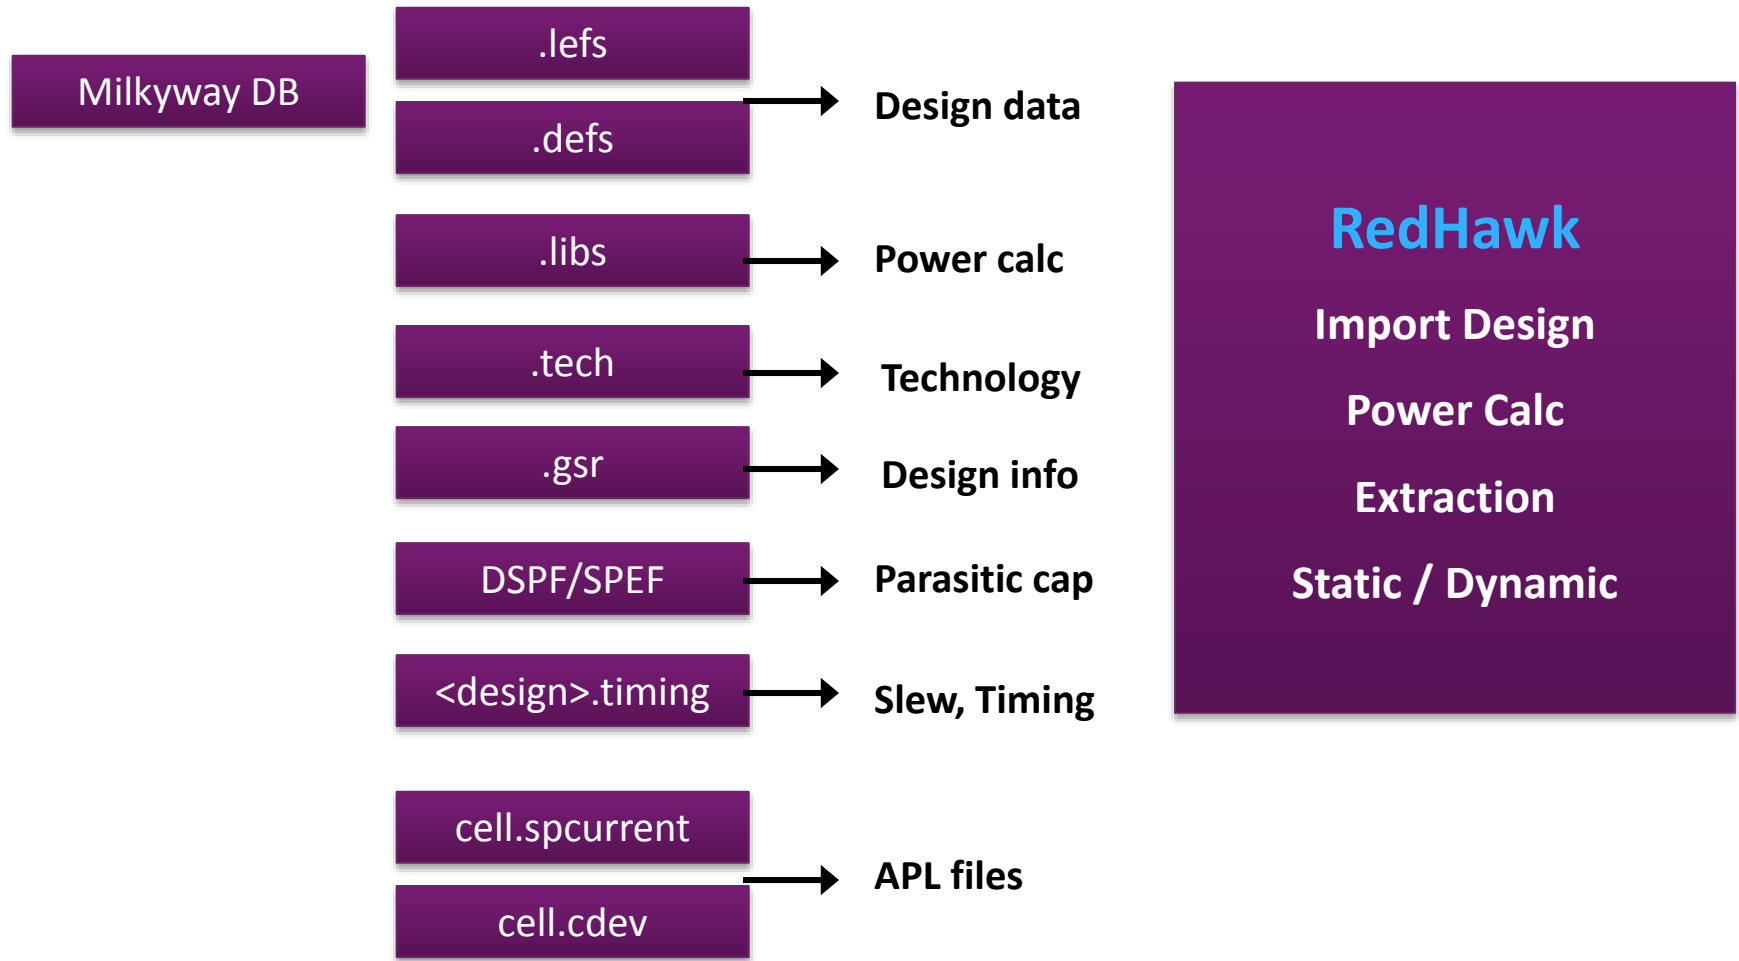 Milkyway DB
.lefs
.defs
Design data
.libs
Power calc
.tech
Technology
.gsr
Design info
DSPF/SPEF
Parasitic cap
<design>.timing
Slew, Timing
cell.spcurrent
cell.cdev
APL files
RedHawk
Import Design
Power Calc
Extraction
Static / Dynamic